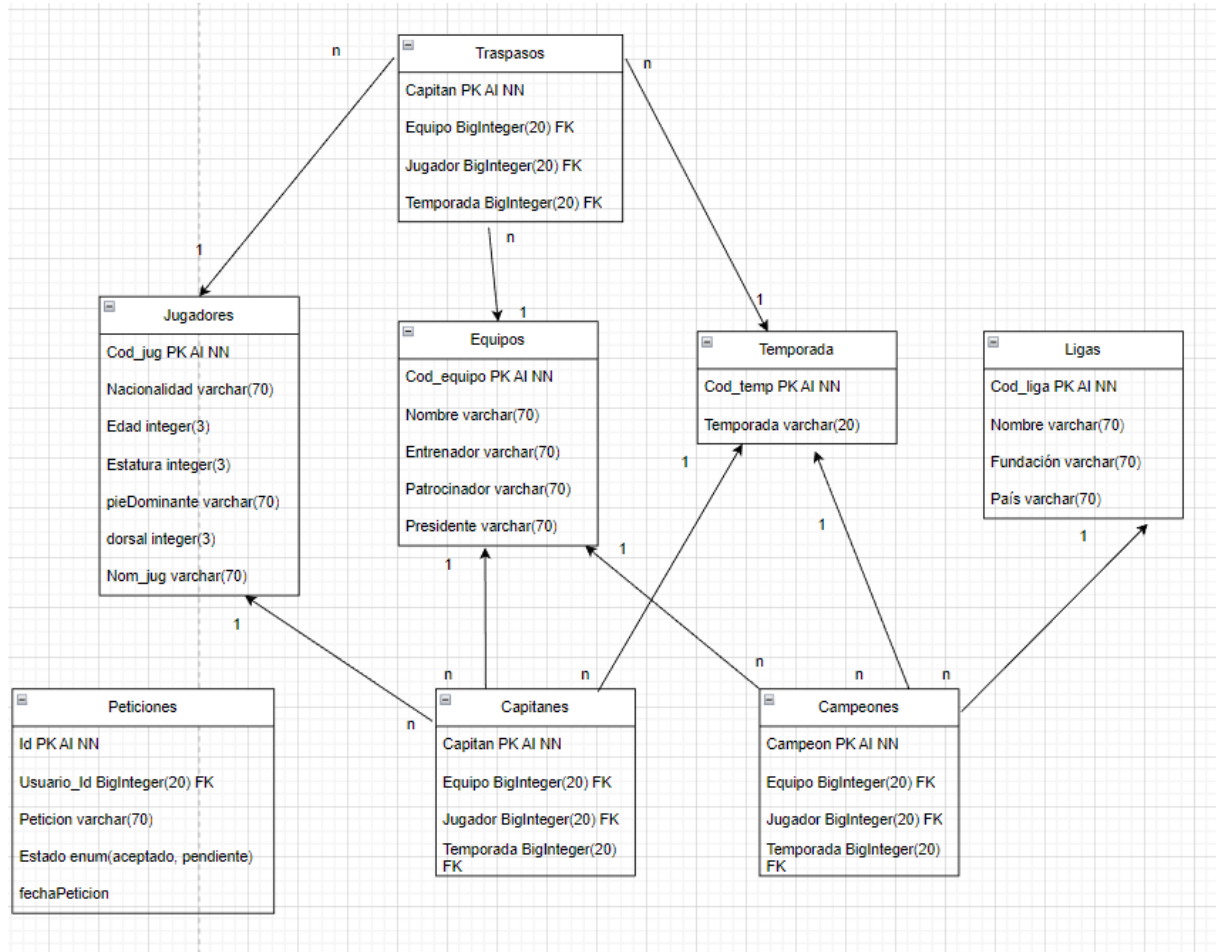 n
Traspasos
n
Capitan PK AI NN
Equipo BigInteger(20) FK
Jugador BigInteger(20) FK
Temporada BigInteger(20) FK
n
1
1
1
Jugadores
Cod_jug PK AI NN
Nacionalidad varchar(70)
Edad integer(3)
Estatura integer(3)
pieDominante varchar(70)
dorsal integer(3)
Nom_jug varchar(70)
Equipos
Cod_equipo PK AI NN
Nombre varchar(70)
Entrenador varchar(70)
Patrocinador varchar(70)
Presidente varchar(70)
Temporada
Cod_temp PK AI NN
Temporada varchar(20)
Ligas
Cod_liga PK AI NN
Nombre varchar(70)
Fundación varchar(70)
País varchar(70)
1
1
1
1
1
1
n
n
n
n
n
n
Peticiones
Id PK AI NN
Usuario_Id BigInteger(20) FK
Peticion varchar(70)
Estado enum(aceptado, pendiente)
fechaPeticion
Capitanes
Capitan PK AI NN
Equipo BigInteger(20) FK
Jugador BigInteger(20) FK
Temporada BigInteger(20)
FK
Campeones
Campeon PK AI NN
Equipo BigInteger(20) FK
Jugador BigInteger(20) FK
Temporada BigInteger(20)
FK